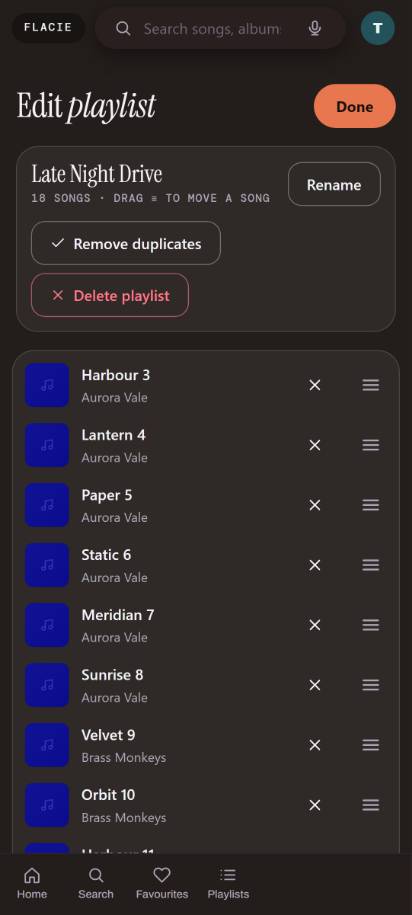 FLACIE
Search songs, album
T
Edit playlist
Done
Late Night Drive
18 SONGS · DRAG ≡ TO MOVE A SONG
Rename
Remove duplicates
Delete playlist
Harbour 3
Aurora Vale
Lantern 4
Aurora Vale
Paper 5
Aurora Vale
Static 6
Aurora Vale
Meridian 7
Aurora Vale
Sunrise 8
Aurora Vale
Velvet 9
Brass Monkeys
Orbit 10
Brass Monkeys
Harbour 11
Home
Search
Favourites
Playlists